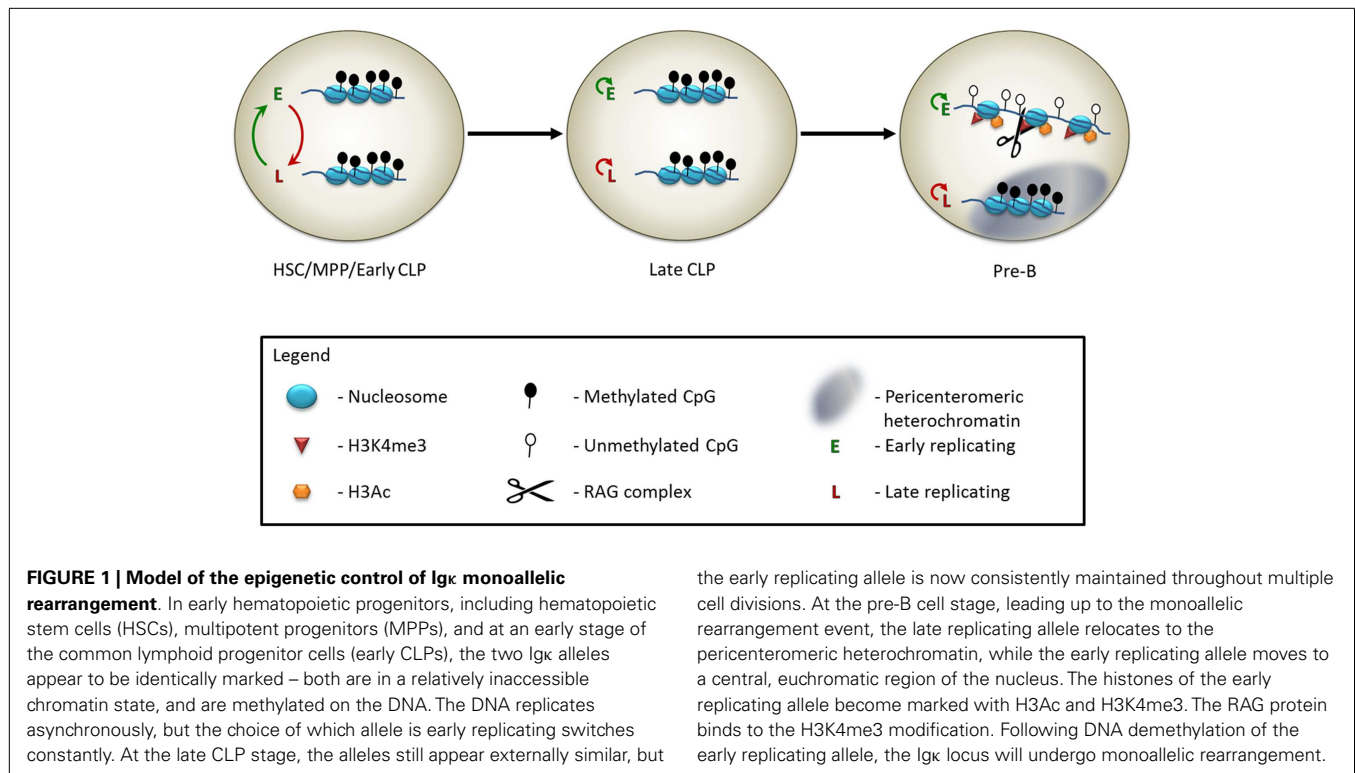 E
L
E
L
E
L
HSC/MPP/Early CLP
Late CLP
Pre-B
Legend
- Nucleosome
- H3K4me3
- H3Ac
- Methylated CpG
- Unmethylated CpG
- RAG complex
- Pericenteromeric
heterochromatin
E - Early replicating
L - Late replicating
FIGURE 1 | Model of the epigenetic control of Igκ monoallelic
rearrangement. In early hematopoietic progenitors, including hematopoietic
stem cells (HSCs), multipotent progenitors (MPPs), and at an early stage of
the common lymphoid progenitor cells (early CLPs), the two Igκ alleles
appear to be identically marked – both are in a relatively inaccessible
chromatin state, and are methylated on the DNA. The DNA replicates
asynchronously, but the choice of which allele is early replicating switches
constantly. At the late CLP stage, the alleles still appear externally similar, but
the early replicating allele is now consistently maintained throughout multiple
cell divisions. At the pre-B cell stage, leading up to the monoallelic
rearrangement event, the late replicating allele relocates to the
pericenteromeric heterochromatin, while the early replicating allele moves to
a central, euchromatic region of the nucleus. The histones of the early
replicating allele become marked with H3Ac and H3K4me3. The RAG protein
binds to the H3K4me3 modification. Following DNA demethylation of the
early replicating allele, the Igκ locus will undergo monoallelic rearrangement.